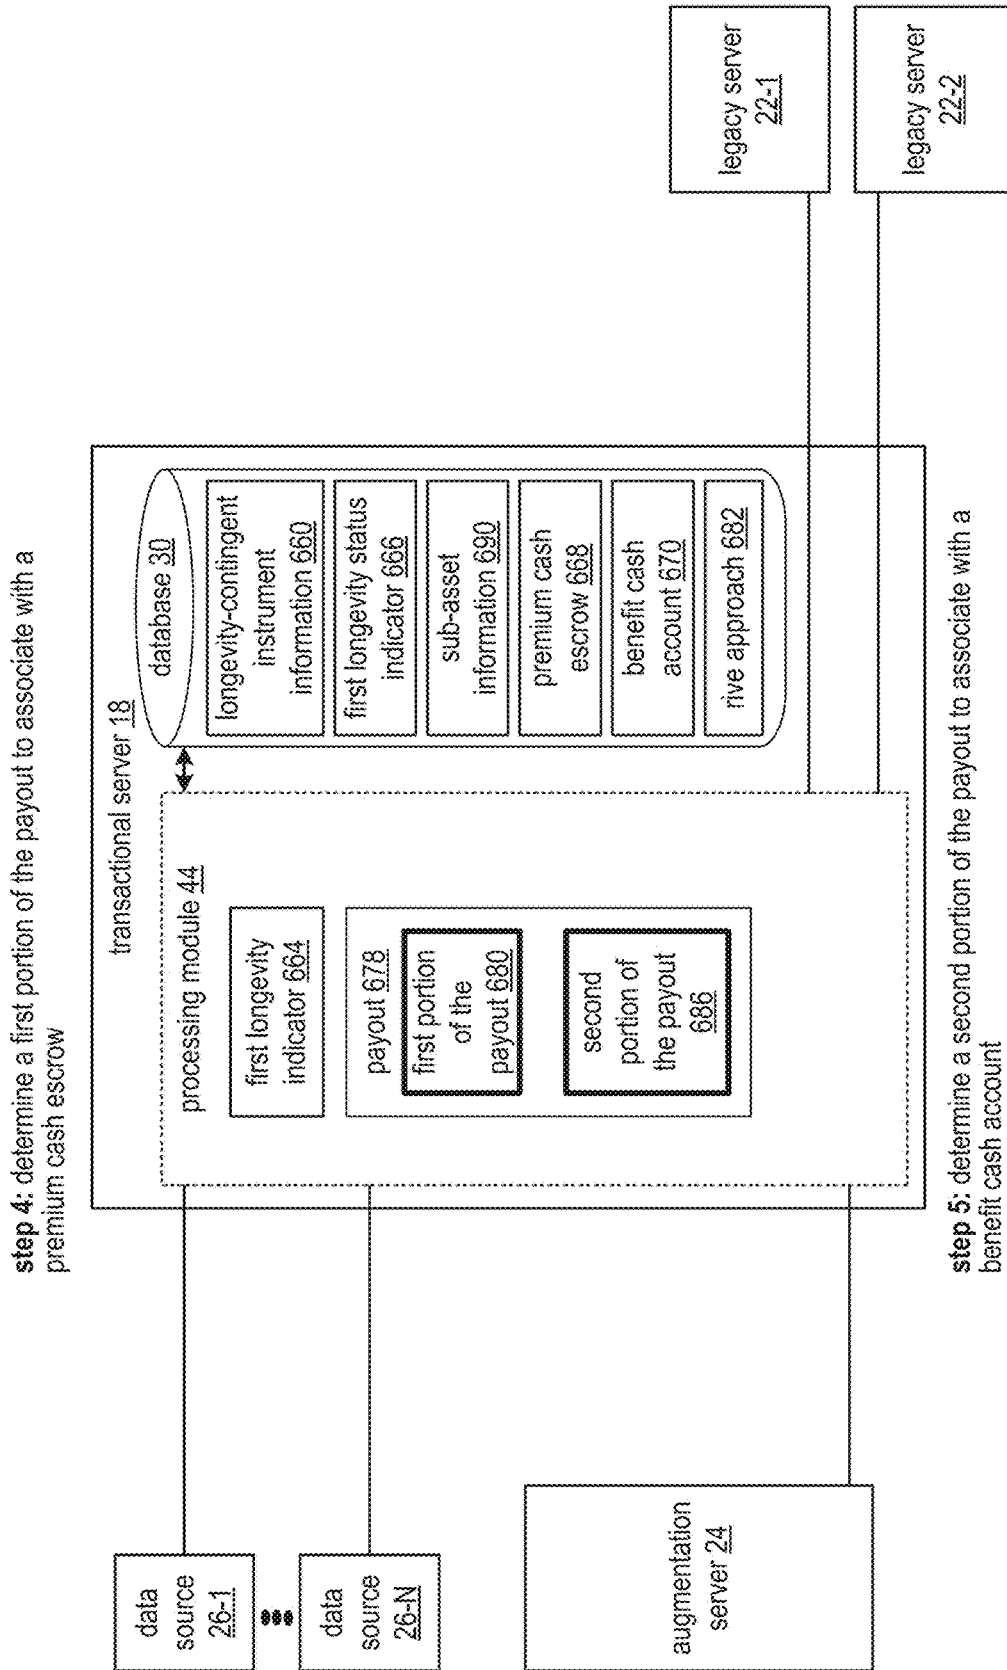 step 4: determine a first portion of the payout to associate with a
premium cash escrow
transactional server 18
data
source
26-1
data
source
26-N
augmentation
server 24
processing module 44
first longevity
indicator 664
payout 678
first portion
of the
payout 680
second
portion of
the payout
686
database 30
longevity-contingent
instrument
information 660
first longevity status
indicator 666
sub-asset
information 690
premium cash
escrow 668
benefit cash
account 670
rive approach 682
legacy server
22-1
legacy server
22-2
step 5: determine a second portion of the payout to associate with a
benefit cash account